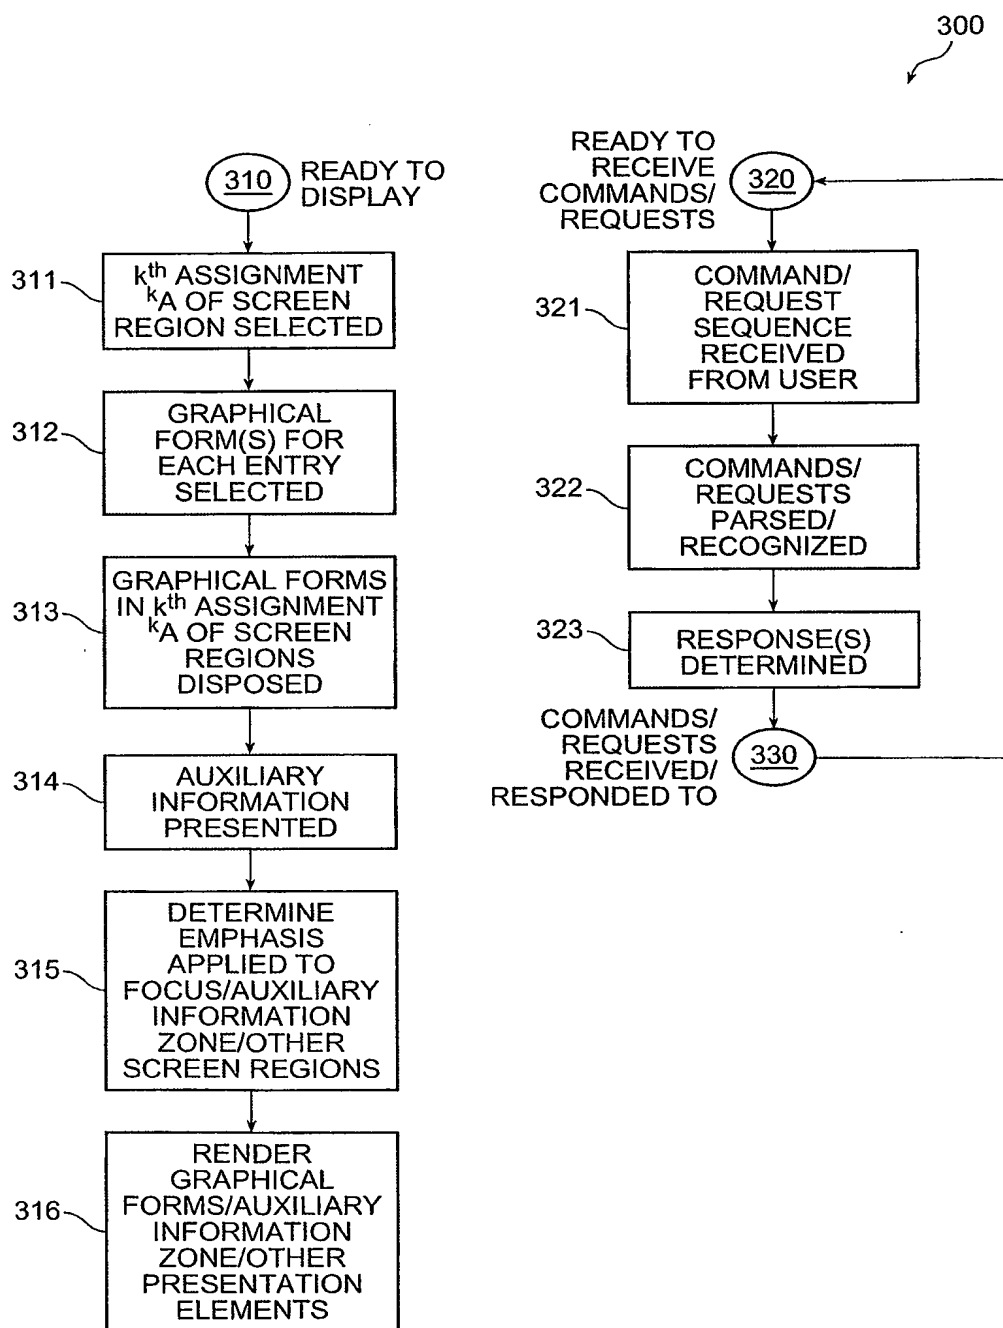 300
310
READY TO
DISPLAY
311
kth ASSIGNMENT
kA OF SCREEN
REGION SELECTED
312
GRAPHICAL
FORM(S) FOR
EACH ENTRY
SELECTED
313
GRAPHICAL FORMS
IN kth ASSIGNMENT
kA OF SCREEN
REGIONS
DISPOSED
314
AUXILIARY
INFORMATION
PRESENTED
315
DETERMINE
EMPHASIS
APPLIED TO
FOCUS/AUXILIARY
INFORMATION
ZONE/OTHER
SCREEN REGIONS
316
RENDER
GRAPHICAL
FORMS/AUXILIARY
INFORMATION
ZONE/OTHER
PRESENTATION
ELEMENTS
READY TO
RECEIVE
COMMANDS/
REQUESTS
320
321
COMMAND/
REQUEST
SEQUENCE
RECEIVED
FROM USER
322
COMMANDS/
REQUESTS
PARSED/
RECOGNIZED
323
RESPONSE(S)
DETERMINED
COMMANDS/
REQUESTS
RECEIVED/
RESPONDED TO
330